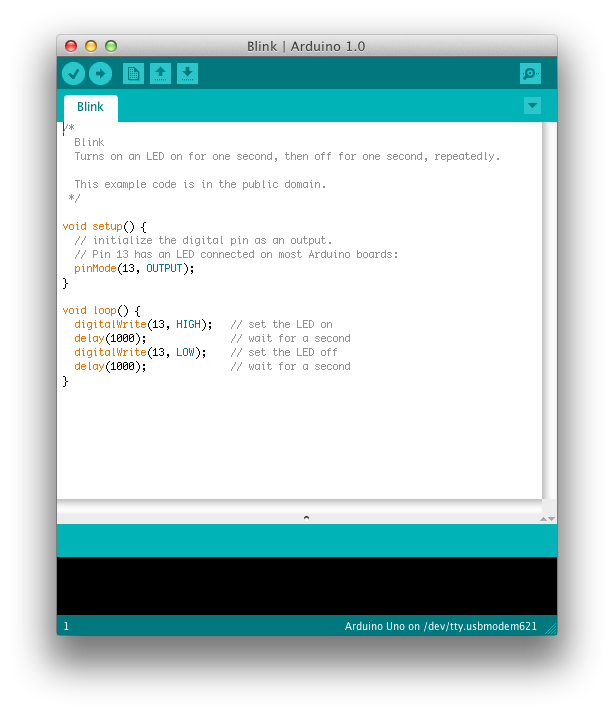 Blink | Arduino 1.0
Blink
/*
  Blink
  Turns on an LED on for one second, then off for one second, repeatedly.

  This example code is in the public domain.
 */

void setup() {
  // initialize the digital pin as an output.
  // Pin 13 has an LED connected on most Arduino boards:
  pinMode(13, OUTPUT);
}

void loop() {
  digitalWrite(13, HIGH);   // set the LED on
  delay(1000);              // wait for a second
  digitalWrite(13, LOW);    // set the LED off
  delay(1000);              // wait for a second
}
1
Arduino Uno on /dev/tty.usbmodem621